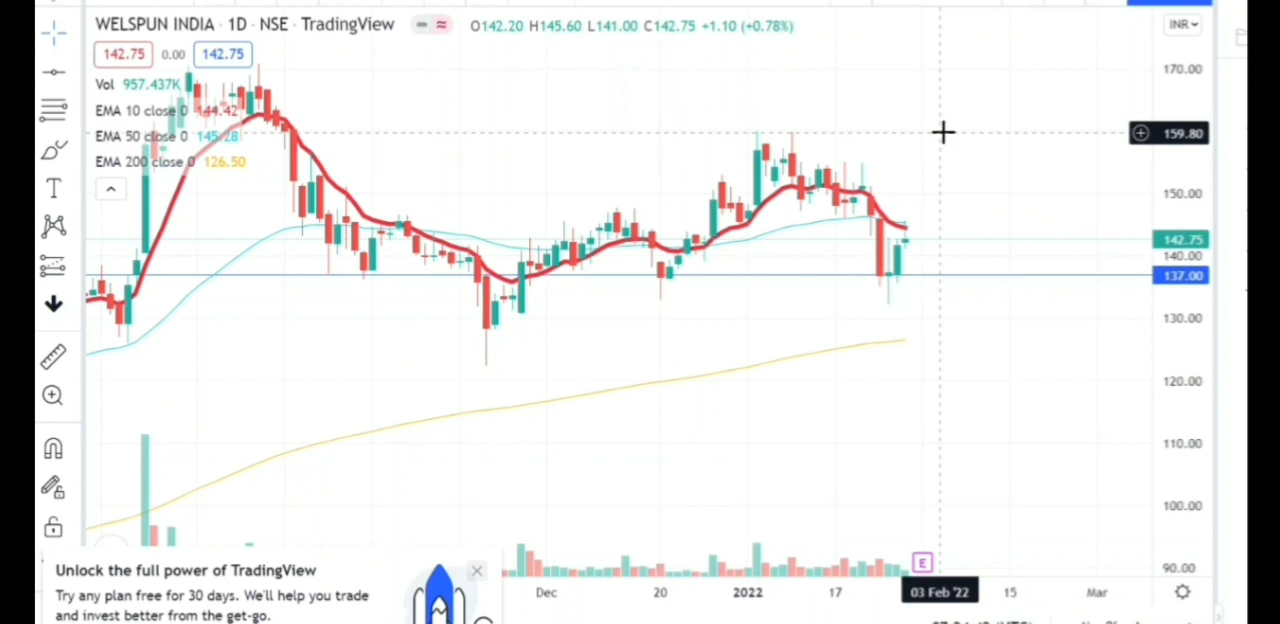 WELSPUN INDIA · 1D · NSE · TradingView O142.20 H145.60 L141.00 C142.75 +1.10 (+0.78%) INR
142.75 0.00 142.75
Vol 957.437K
EMA 10 close 0 144.42
EMA 50 close 0 145.28
EMA 200 close 0 126.50
170.00
159.80
150.00
142.75
140.00
137.00
130.00
120.00
110.00
100.00
90.00
E
Dec 20 2022 17 03 Feb '22 15 Mar
Unlock the full power of TradingView
Try any plan free for 30 days. We'll help you trade
and invest better from the get-go.